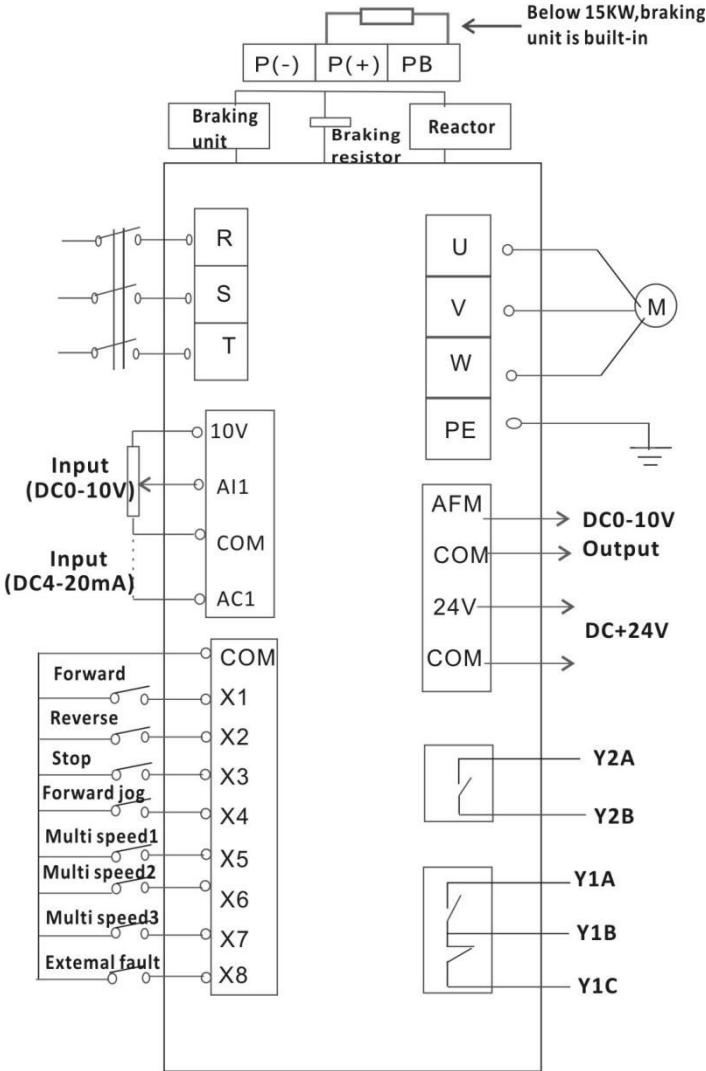 Below 15KW,braking
unit is built-in
P(-) P(+) PB
Braking
unit
Braking
resistor
Reactor
R
S
T
U
V
W
PE
M
10V
AI1
COM
AC1
Input
(DC0-10V)
Input
(DC4-20mA)
AFM
COM
24V
COM
DC0-10V
Output
DC+24V
COM
Forward
X1
Reverse
X2
Stop
X3
Forward jog
X4
Multi speed1
X5
Multi speed2
X6
Multi speed3
X7
Extemal fault
X8
Y2A
Y2B
Y1A
Y1B
Y1C